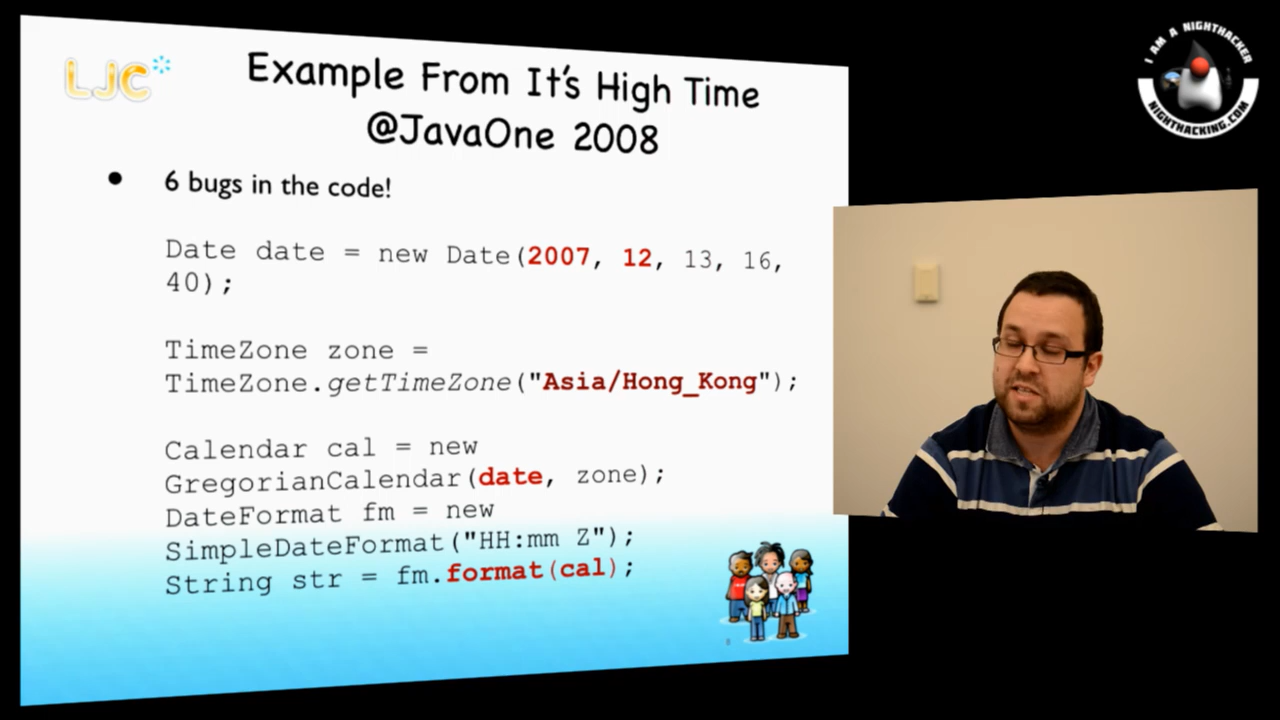 LJC
Example From It's High Time
@JavaOne 2008
• 6 bugs in the code!
Date date = new Date(2007, 12, 13, 16,
40);
TimeZone zone =
TimeZone.getTimeZone("Asia/Hong_Kong");
Calendar cal = new
GregorianCalendar(date, zone);
DateFormat fm = new
SimpleDateFormat("HH:mm Z");
String str = fm.format(cal);
I AM A NIGHTHACKER
NIGHTHACKING.COM